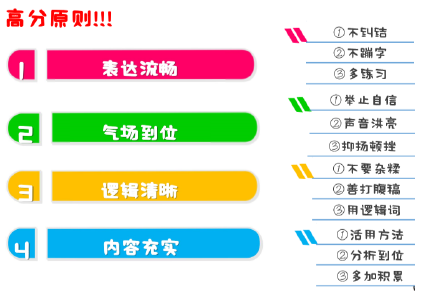 高分原则!!!
1 表达流畅
①不纠结
②不蹦字
③多练习
2 气场到位
①举止自信
②声音洪亮
③抑扬顿挫
3 逻辑清晰
①不要杂糅
②善打腹稿
③用逻辑词
4 内容充实
①活用方法
②分析到位
③多加积累